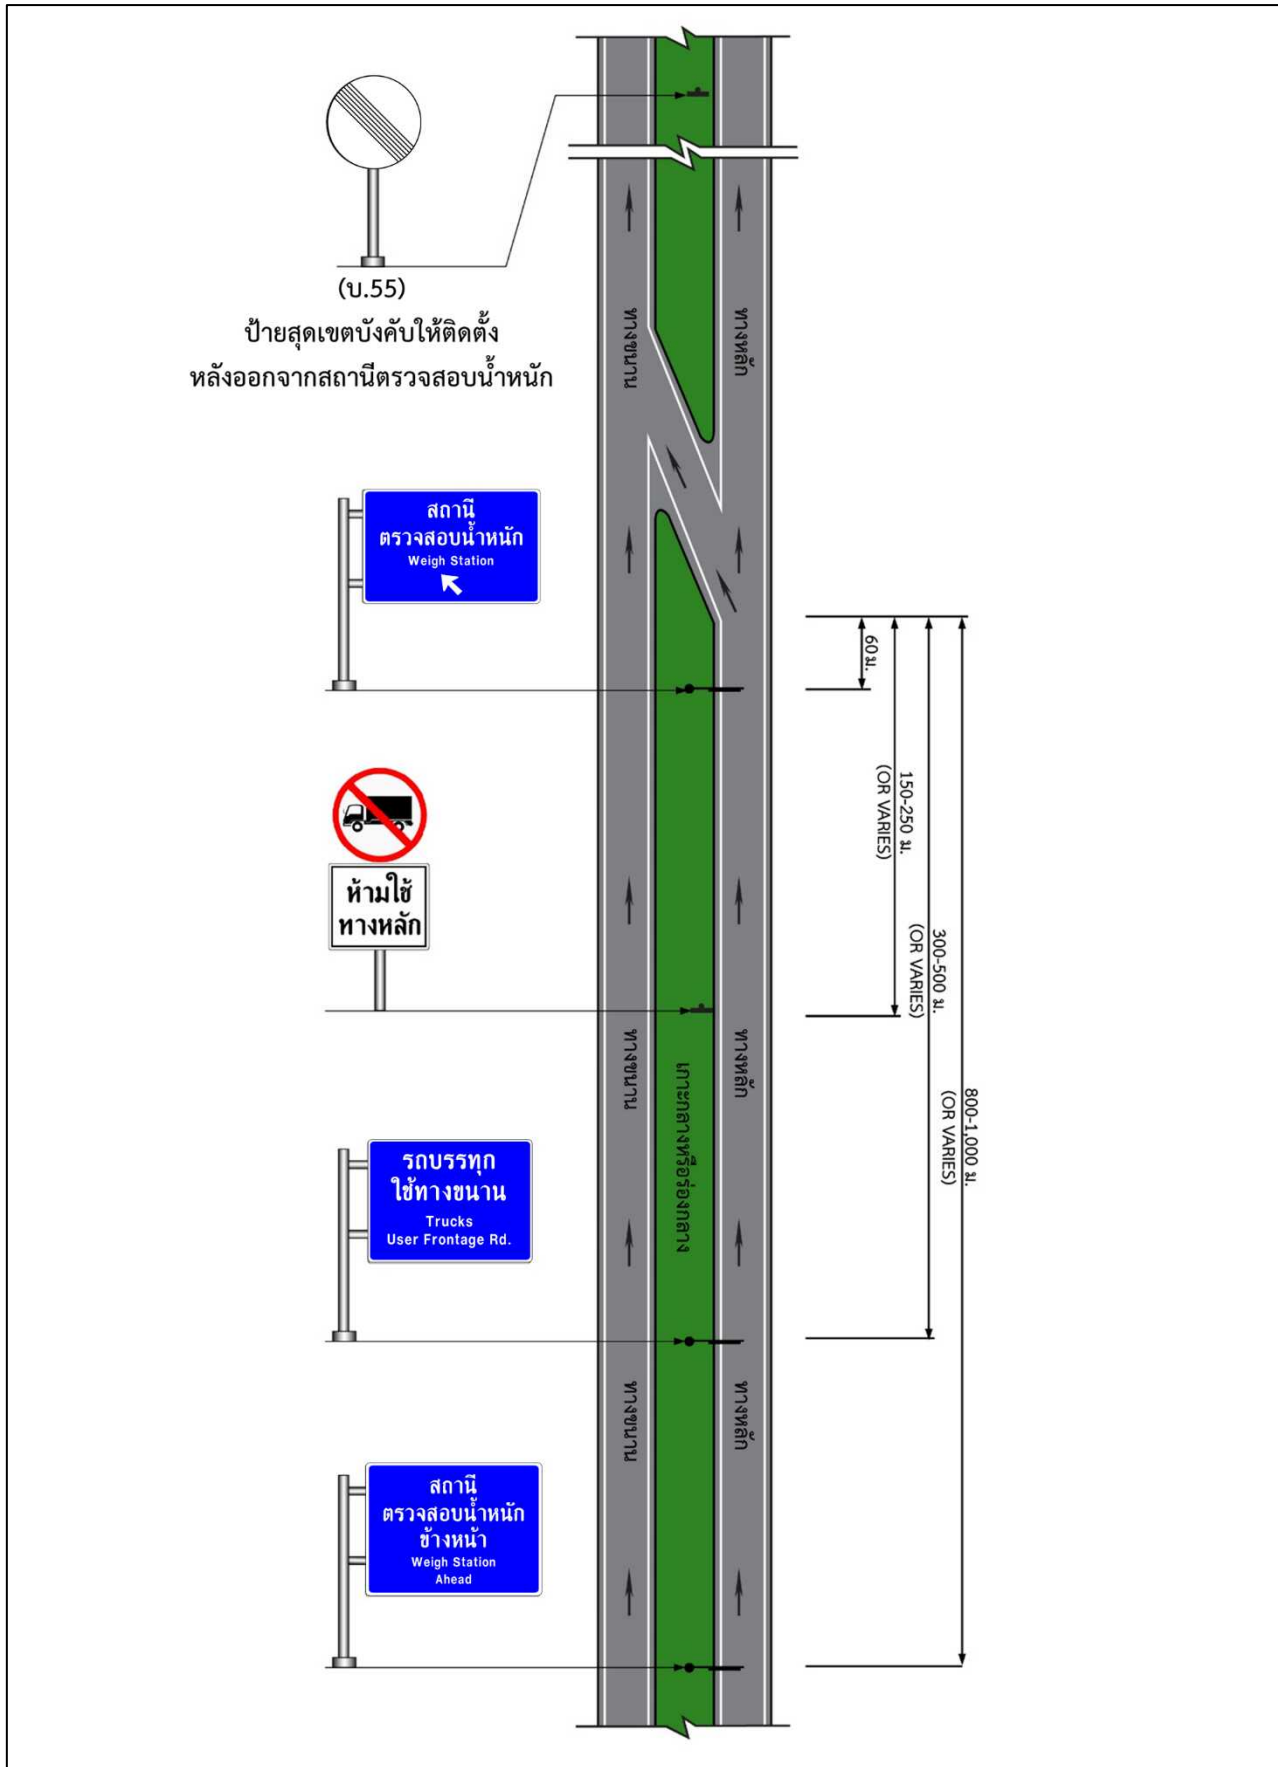 (บ.55)
ป้ายสุดเขตบังคับให้ติดตั้ง
หลังออกจากสถานีตรวจสอบน้ำหนัก
ทางขนาน
ทางหลัก
สถานี
ตรวจสอบน้ำหนัก
Weigh Station
60 ม.
150-250 ม.
(OR VARIES)
300-500 ม.
(OR VARIES)
800-1,000 ม.
(OR VARIES)
ห้ามใช้
ทางหลัก
ทางขนาน
เกาะกลางหรือร่องกลาง
ทางหลัก
รถบรรทุก
ใช้ทางขนาน
Trucks
User Frontage Rd.
ทางขนาน
ทางหลัก
สถานี
ตรวจสอบน้ำหนัก
ข้างหน้า
Weigh Station
Ahead